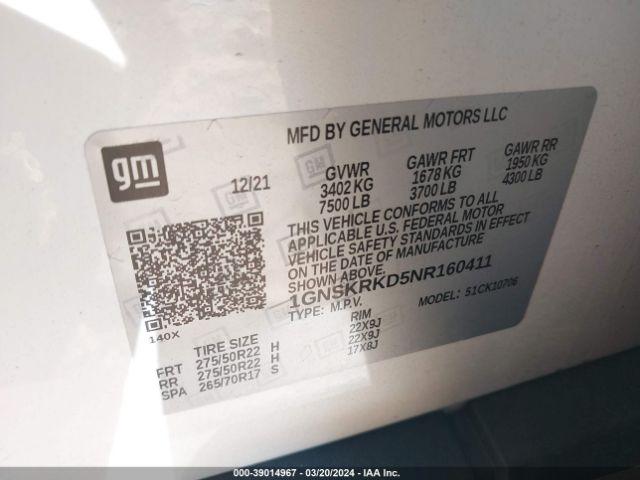 MFD BY GENERAL MOTORS LLC
gm
12/21
GVWR GAWR FRT GAWR RR
3402 KG 1678 KG 1950 KG
7500 LB 3700 LB 4300 LB
THIS VEHICLE CONFORMS TO ALL
APPLICABLE U.S. FEDERAL MOTOR
VEHICLE SAFETY STANDARDS IN EFFECT
ON THE DATE OF MANUFACTURE
SHOWN ABOVE.
1GNSKRKD5NR160411
TYPE: M.P.V. MODEL: 51CK10706
140X
TIRE SIZE RIM
FRT 275/50R22 H 22X9J
RR 275/50R22 H 22X9J
SPA 265/70R17 S 17X8J
000-39014967 — 03/20/2024 — IAA Inc.